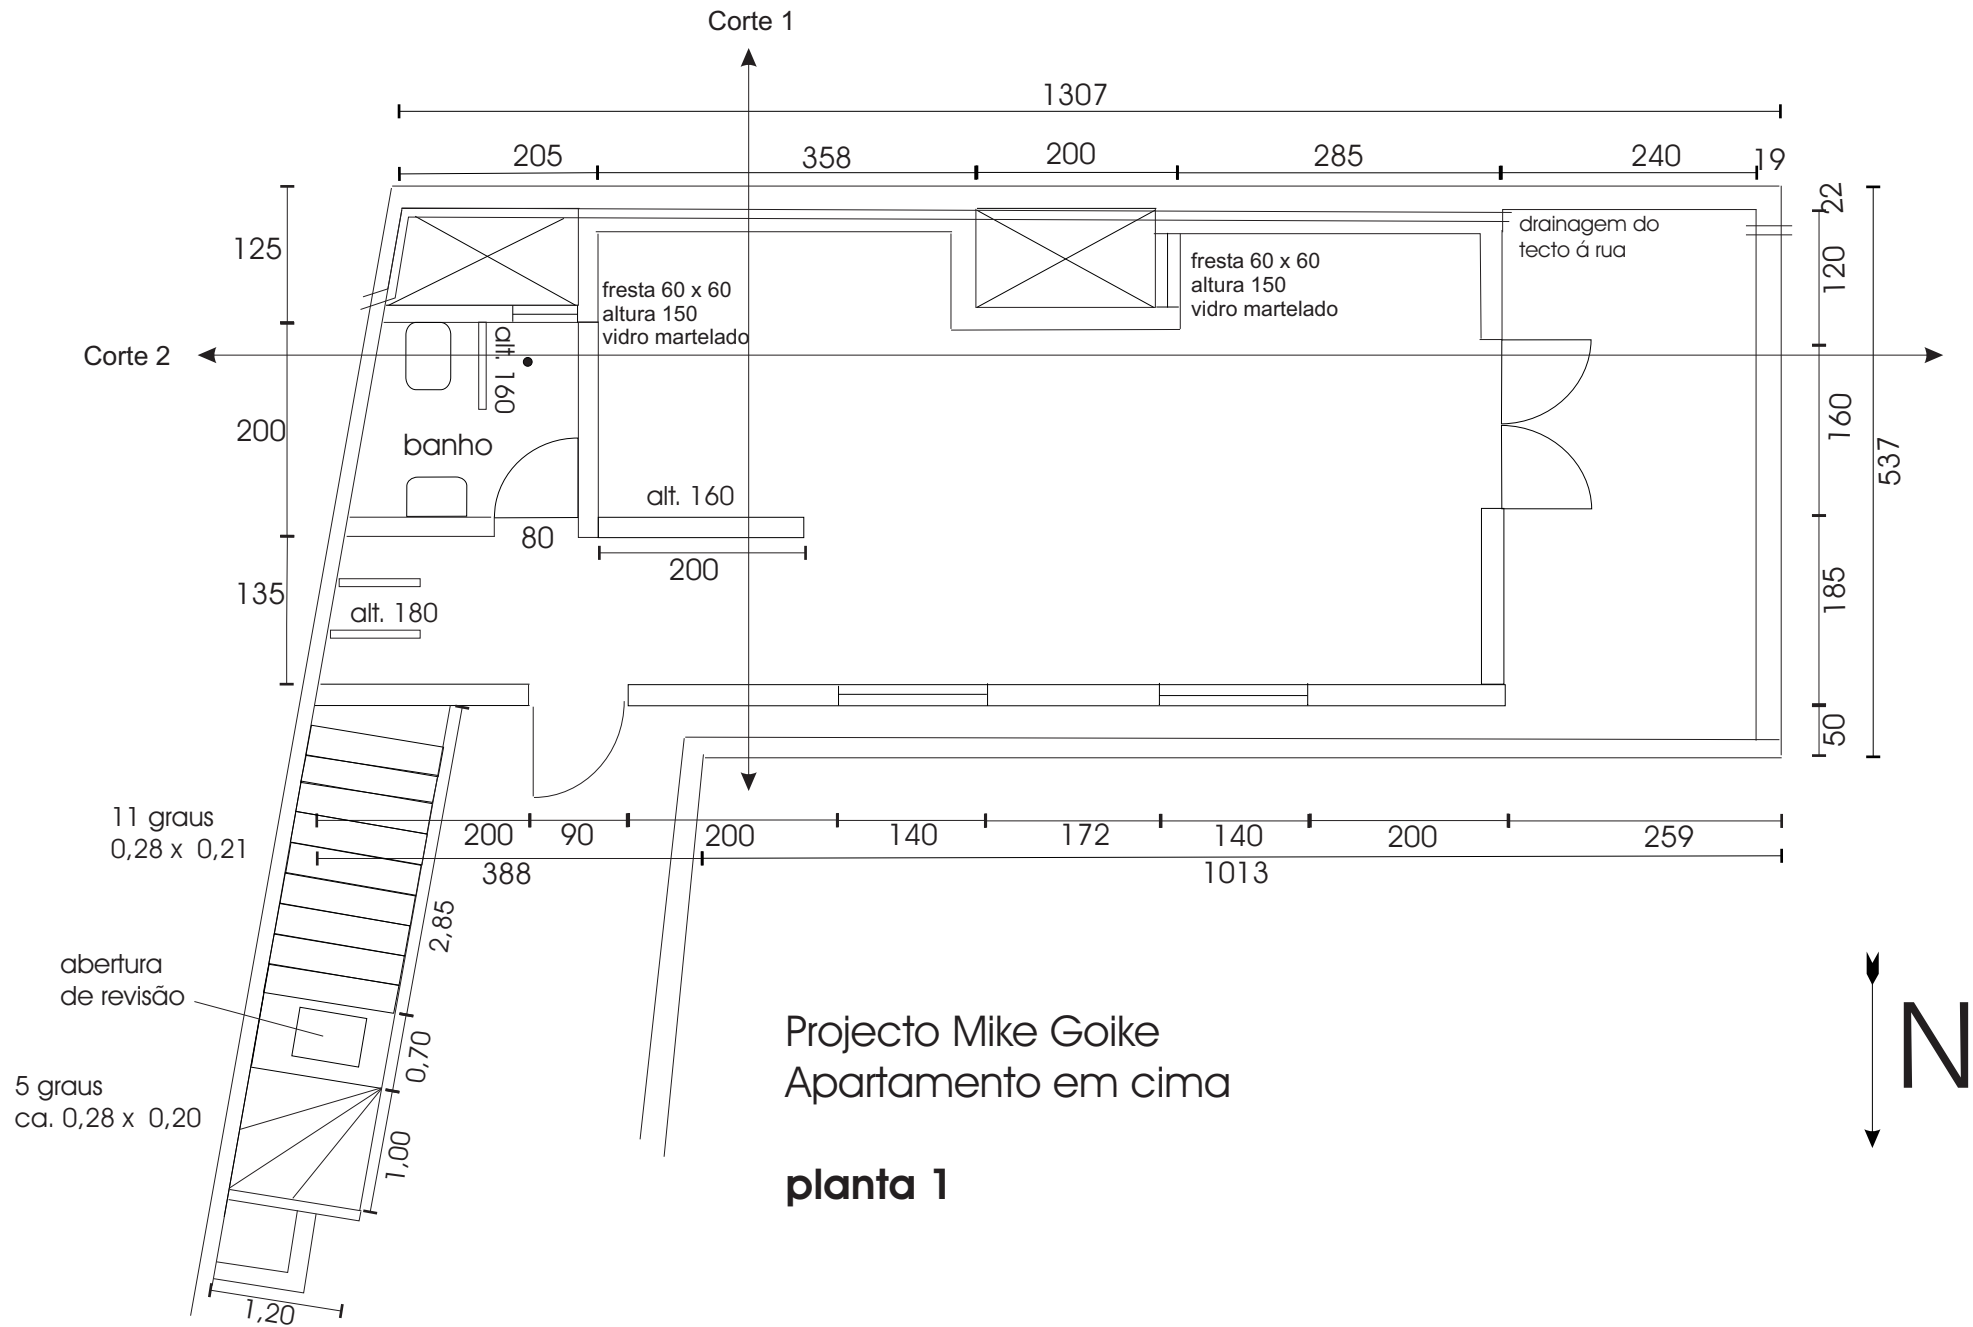 Corte 1
1307
205
358
200
285
240
19
125
22
drainagem do
tecto á rua
120
fresta 60 x 60
altura 150
vidro martelado
fresta 60 x 60
altura 150
vidro martelado
Corte 2
alt. 160
200
banho
160
537
alt. 160
80
200
135
alt. 180
185
50
11 graus
0,28 x 0,21
200
90
200
140
172
140
200
259
388
1013
2,85
abertura
de revisão
0,70
Projecto Mike Goike
Apartamento em cima
N
5 graus
ca. 0,28 x 0,20
1,00
planta 1
1,20